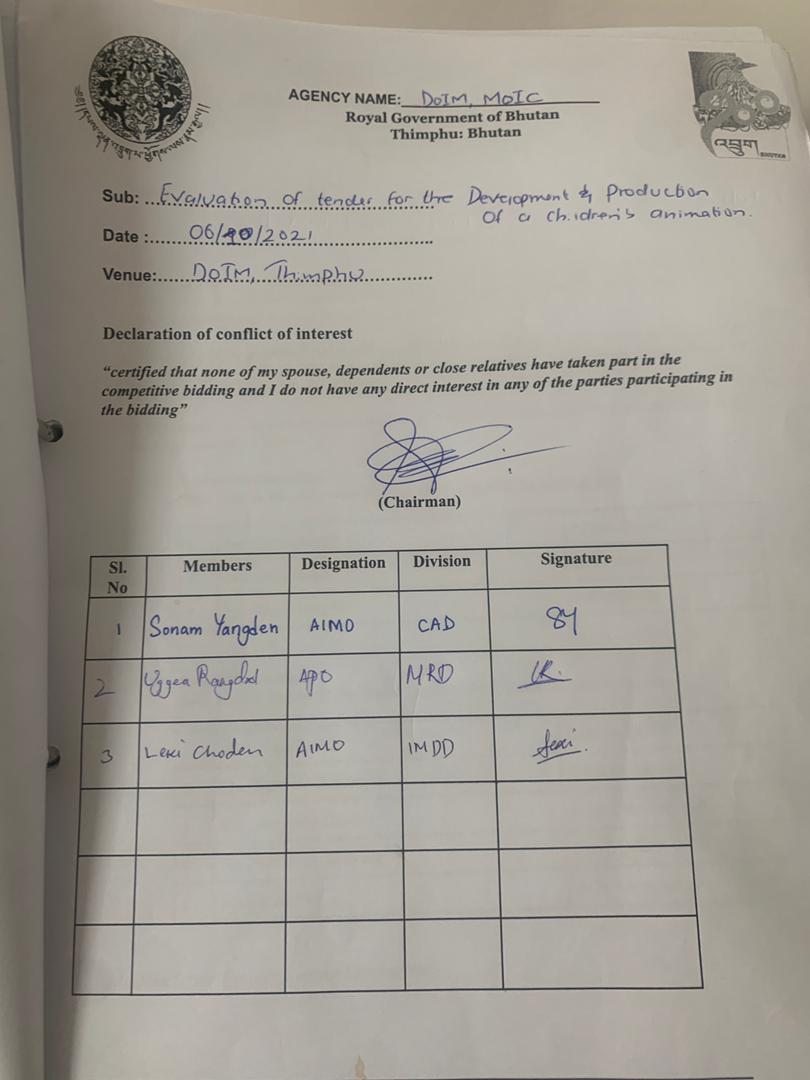 AGENCY NAME: DoIM, MoIC
Royal Government of Bhutan
Thimphu: Bhutan
Sub: Evaluation of tender for the Development & Production
of a children's animation.
Date : 06/10/2021
Venue: DoIM, Thimphu
Declaration of conflict of interest
“certified that none of my spouse, dependents or close relatives have taken part in the
competitive bidding and I do not have any direct interest in any of the parties participating in
the bidding”
(Chairman)
Sl. No Members Designation Division Signature
1 Sonam Yangden AIMO CAD SY
2 Uggen APO MRD
3 Leki Choden AIMO IMDD Leki
འབྲུག
BHUTAN